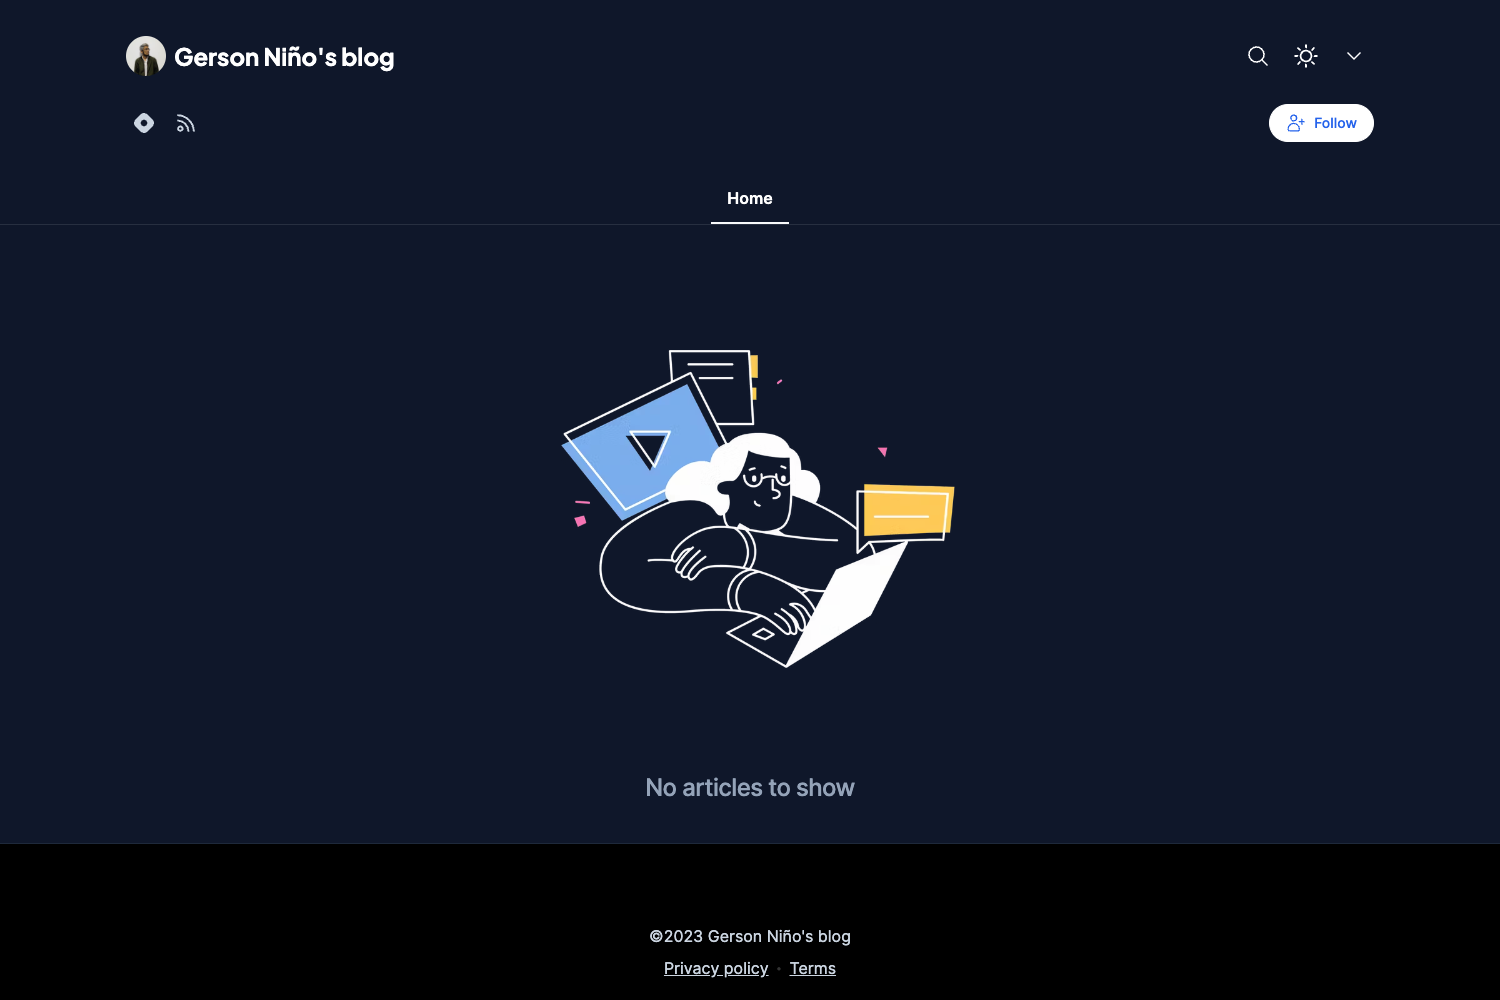 Gerson Niño's blog
Follow
Home
No articles to show
©2023 Gerson Niño's blog
Privacy policy · Terms